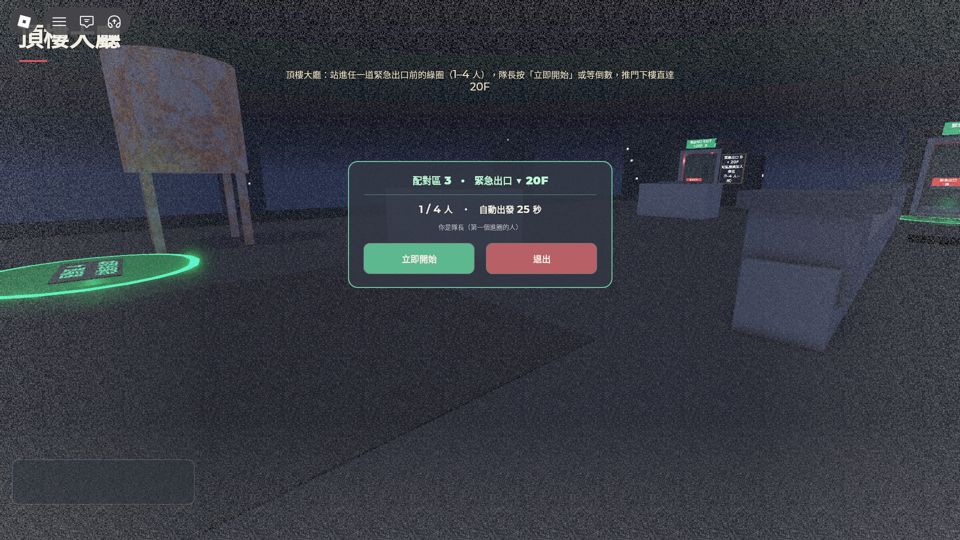 頂樓大廳
頂樓大廳：站進任一道緊急出口前的綠圈（1–4 人），隊長按「立即開始」或等倒數，推門下樓直達
20F
配對區 3 • 緊急出口 ▼ 20F
1 / 4 人 • 自動出發 25 秒
你是隊長（第一個進圈的人）
立即開始
退出